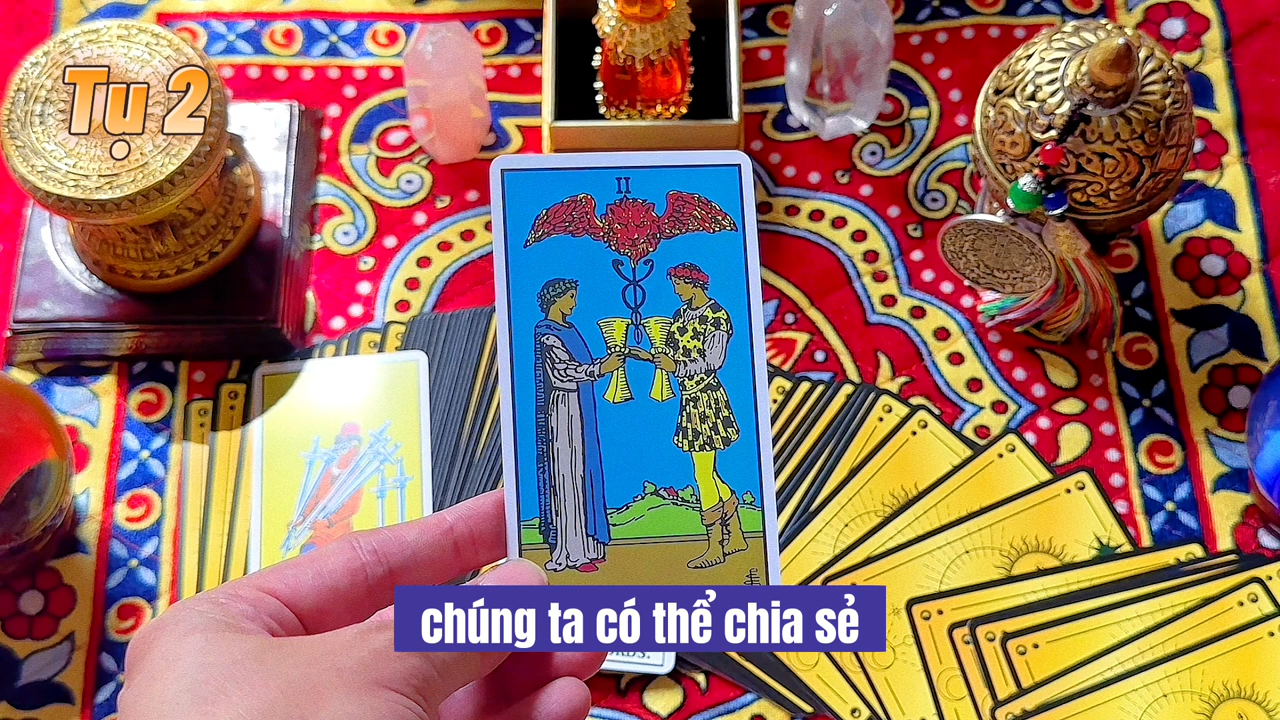 Tụ 2
II
chúng ta có thể chia sẻ